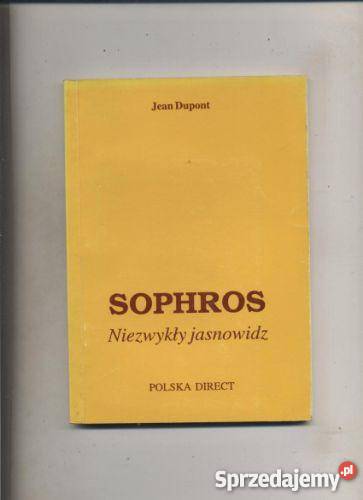 Jean Dupont
SOPHROS
Niezwykły jasnowidz
POLSKA DIRECT
Sprzedajemy.pl